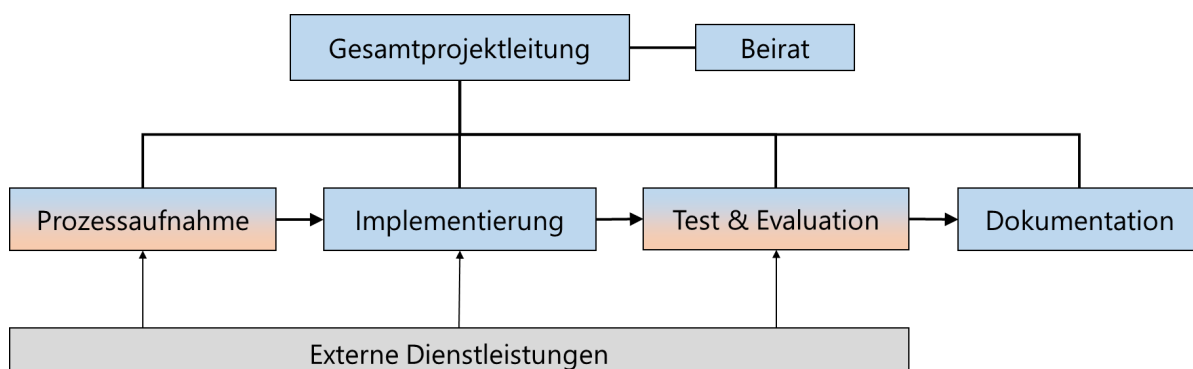 Gesamtprojektleitung
Beirat
Prozessaufnahme
Implementierung
Test & Evaluation
Dokumentation
Externe Dienstleistungen